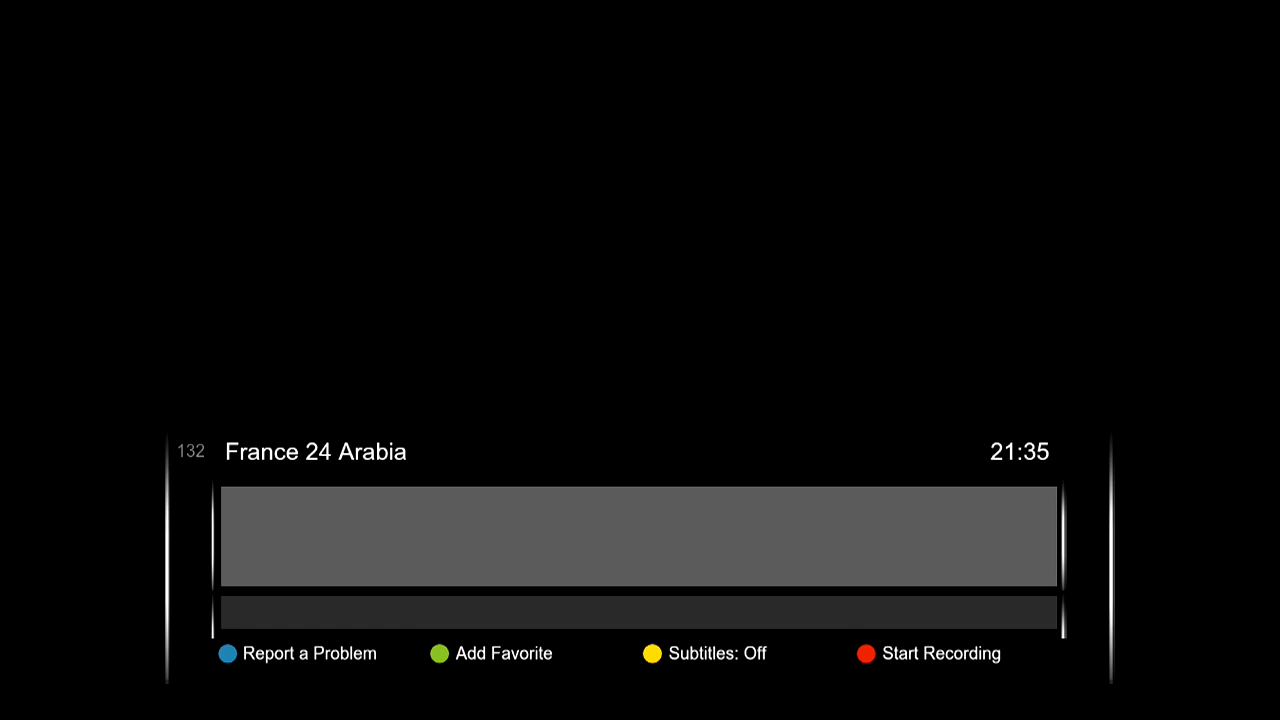 132 France 24 Arabia 21:35
Report a Problem Add Favorite Subtitles: Off Start Recording